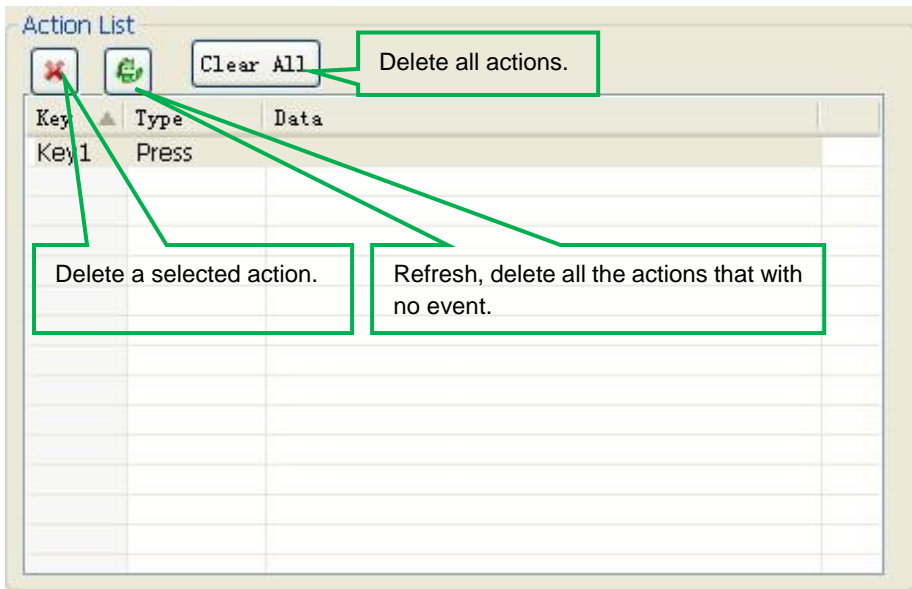 Action List
Clear All
Delete all actions.
Key Type Data
Key1 Press
Delete a selected action.
Refresh, delete all the actions that with
no event.